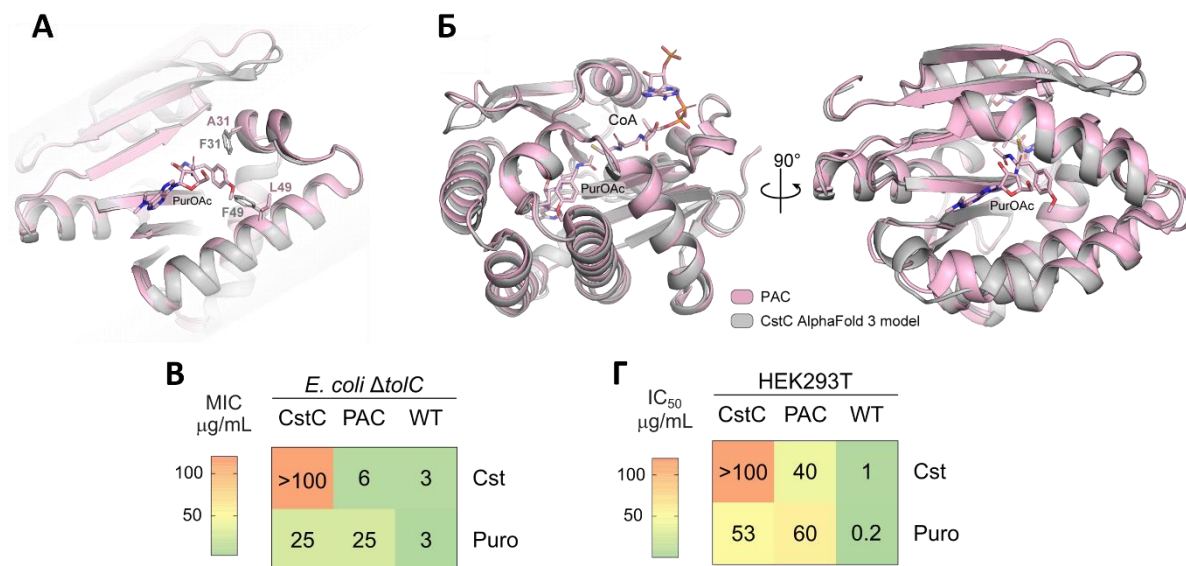 А
A31
F31
PurOAc
L49
F49
Б
CoA
PurOAc
90°
PurOAc
PAC
CstC AlphaFold 3 model
В
MIC
μg/mL
100
50
E. coli ΔtolC
CstC PAC WT
>100 6 3 Cst
25 25 3 Puro
Г
IC50
μg/mL
100
50
HEK293T
CstC PAC WT
>100 40 1 Cst
53 60 0.2 Puro